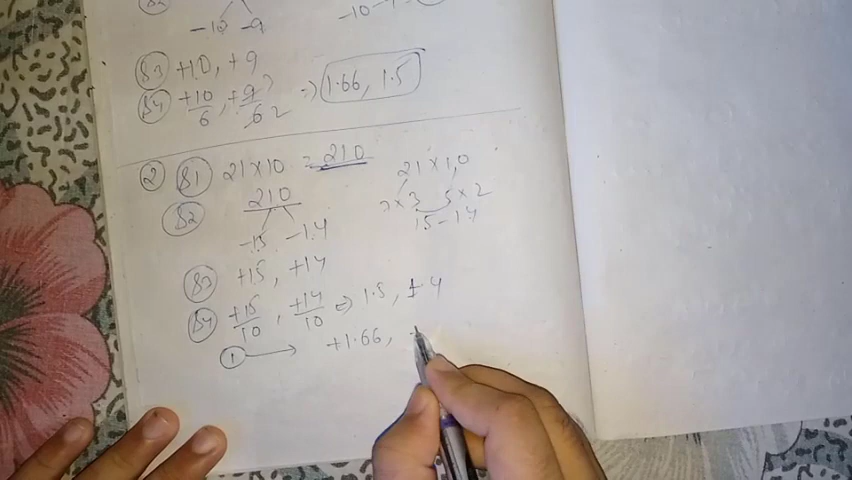 -10 -9
S3 +10, +9
S4 +10/6, +9/6 2 => 1.66, 1.5
2 S1 21×10 = 210
21×10
S2 210
7×3 5×2
15-14
-15, -14
S3 +15, +14
S4 +15/10, +14/10 => 1.5, 1.4
1 → +1.66,